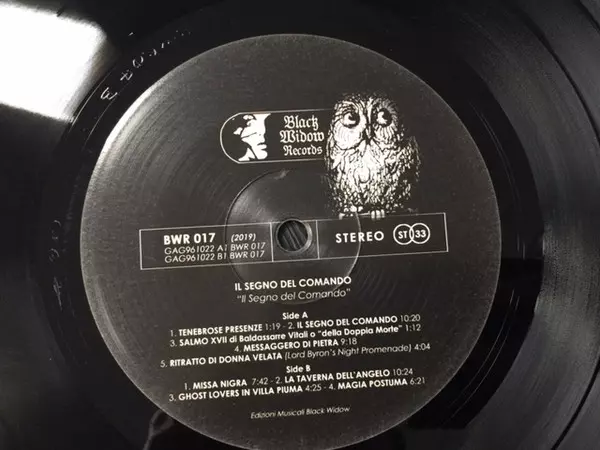 Black
Widow
Records
BWR 017 (2019)
GAG961022 A1 BWR 017
GAG961022 B1 BWR 017
STEREO ST 33
IL SEGNO DEL COMANDO
"Il Segno del Comando"
Side A
1. TENEBROSE PRESENZE 1:19 - 2. IL SEGNO DEL COMANDO 10:20
3. SALMO XVII di Baldassarre Vitali o "della Doppia Morte" 1:12
4. MESSAGGERO DI PIETRA 9:18
5. RITRATTO DI DONNA VELATA (Lord Byron's Night Promenade) 4:04
Side B
1. MISSA NIGRA 7:42 - 2. LA TAVERNA DELL'ANGELO 10:24
3. GHOST LOVERS IN VILLA PIUMA 4:25 - 4. MAGIA POSTUMA 6:21
Edizioni Musicali Black Widow